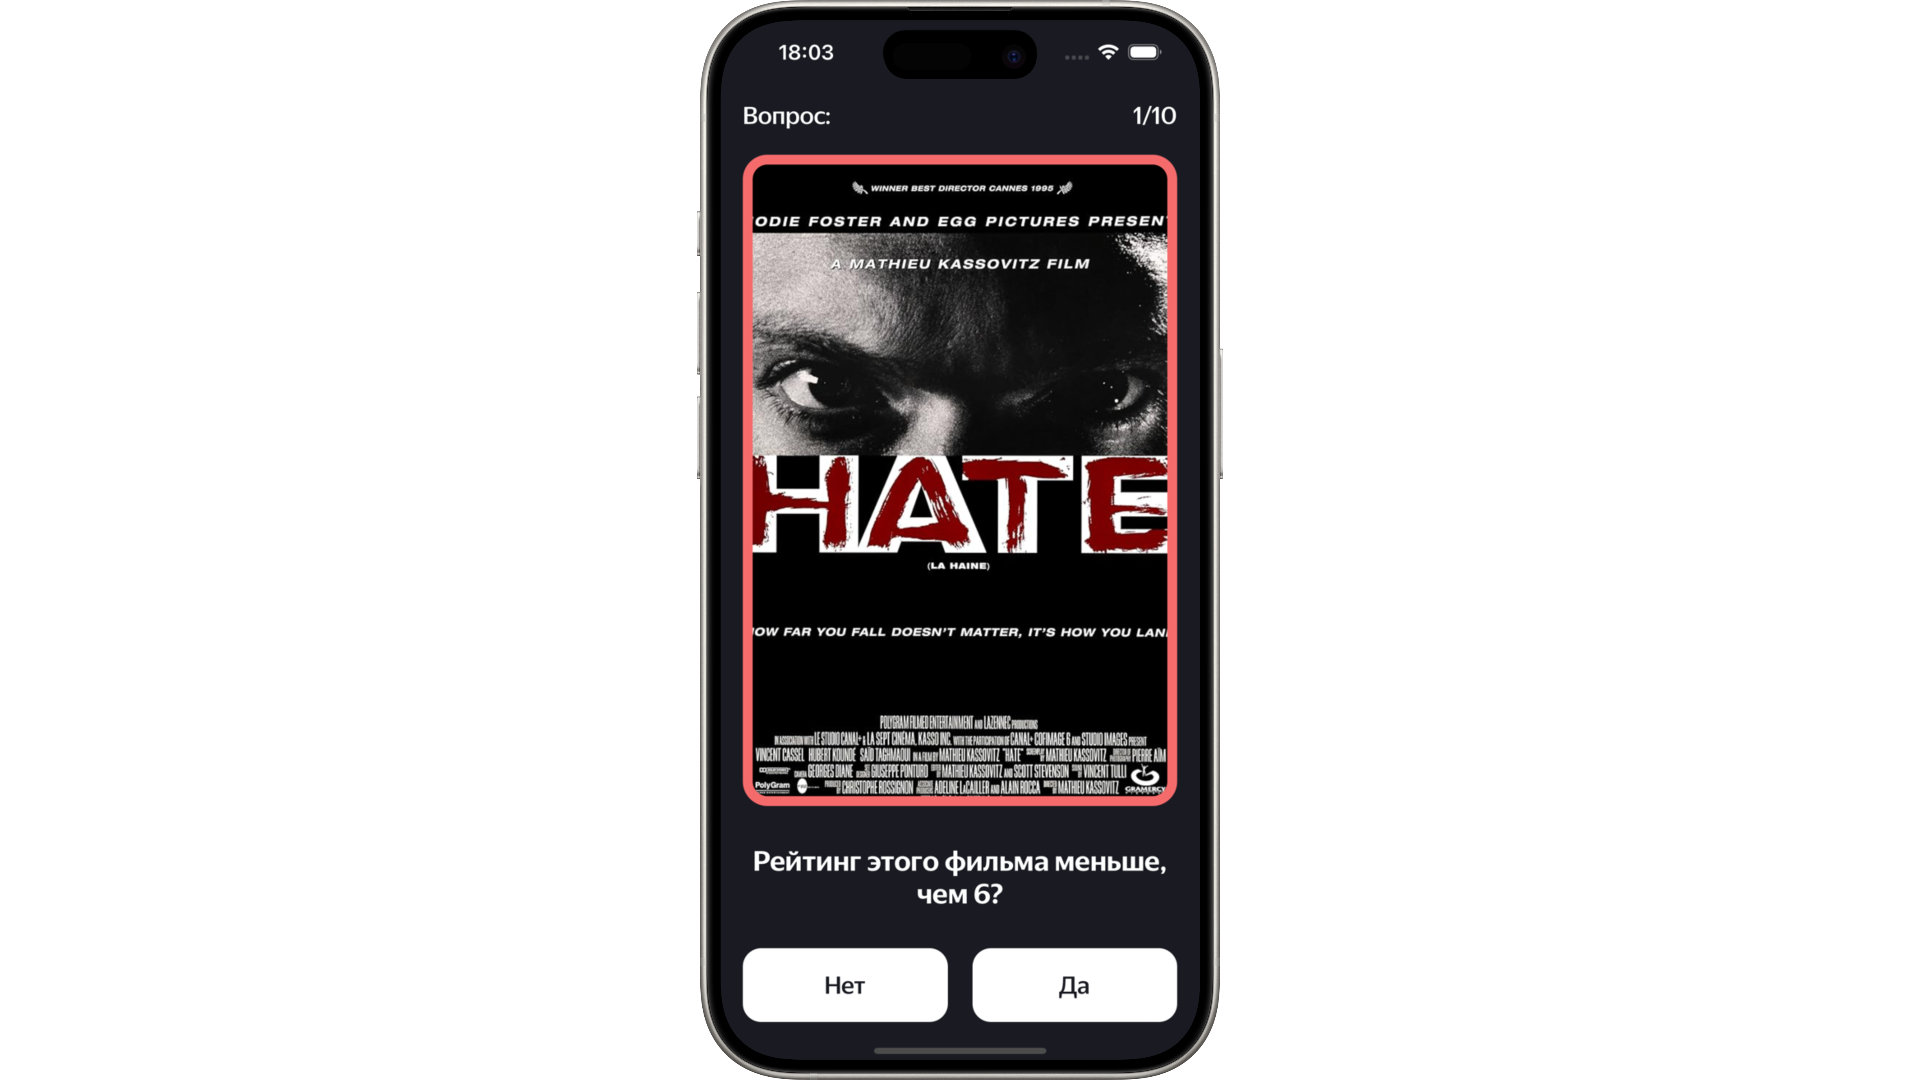 18:03
Вопрос:
1/10
WINNER BEST DIRECTOR CANNES 1995
ODIE FOSTER AND EGG PICTURES PRESENT
A MATHIEU KASSOVITZ FILM
HATE
(LA HAINE)
OW FAR YOU FALL DOESN'T MATTER, IT'S HOW YOU LAN
POLYGRAM FILMED ENTERTAINMENT AND LAZENNEC PRODUCTIONS
IN ASSOCIATION WITH LE STUDIO CANAL+ & LA SEPT CINÉMA, KASSO INC. WITH THE PARTICIPATION OF CANAL+ COFIMAGE 6 AND STUDIO IMAGES PRESENT
VINCENT CASSEL HUBERT KOUNDE SAÏD TAGHMAOUI IN A FILM BY MATHIEU KASSOVITZ "HATE" SCREENPLAY BY MATHIEU KASSOVITZ DIRECTOR OF PHOTOGRAPHY PIERRE AÏM
CAMERA GEORGES DIANE SET DESIGNER GIUSEPPE PONTURO EDITED BY MATHIEU KASSOVITZ AND SCOTT STEVENSON SOUND BY VINCENT TULLI
PolyGram
PRODUCED BY CHRISTOPHE ROSSIGNON ASSOCIATE PRODUCERS ADELINE LECAILLER AND ALAIN ROCCA DIRECTED BY MATHIEU KASSOVITZ
GRAMERCY
Рейтинг этого фильма меньше,
чем 6?
Нет
Да